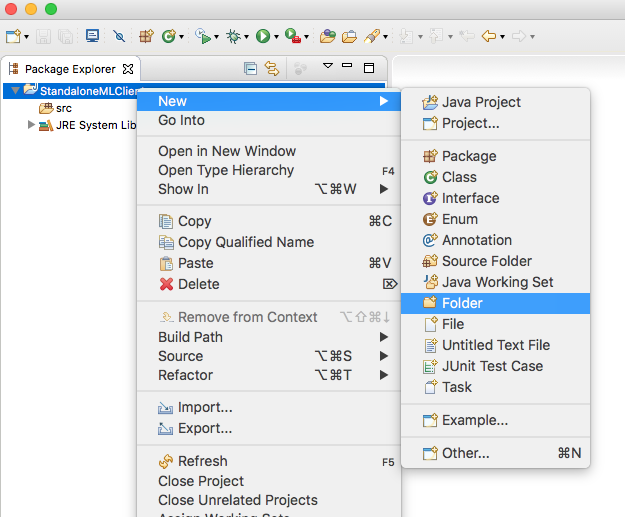 Package Explorer
StandaloneMLClient
src
JRE System Lib
New
Go Into
Open in New Window
Open Type Hierarchy F4
Show In ⌥⌘W
Copy ⌘C
Copy Qualified Name
Paste ⌘V
Delete ⌦
Remove from Context ⌥⇧⌘↓
Build Path
Source ⌥⌘S
Refactor ⌥⌘T
Import...
Export...
Refresh F5
Close Project
Close Unrelated Projects
Assign Working Sets
Java Project
Project...
Package
Class
Interface
Enum
Annotation
Source Folder
Java Working Set
Folder
File
Untitled Text File
JUnit Test Case
Task
Example...
Other... ⌘N